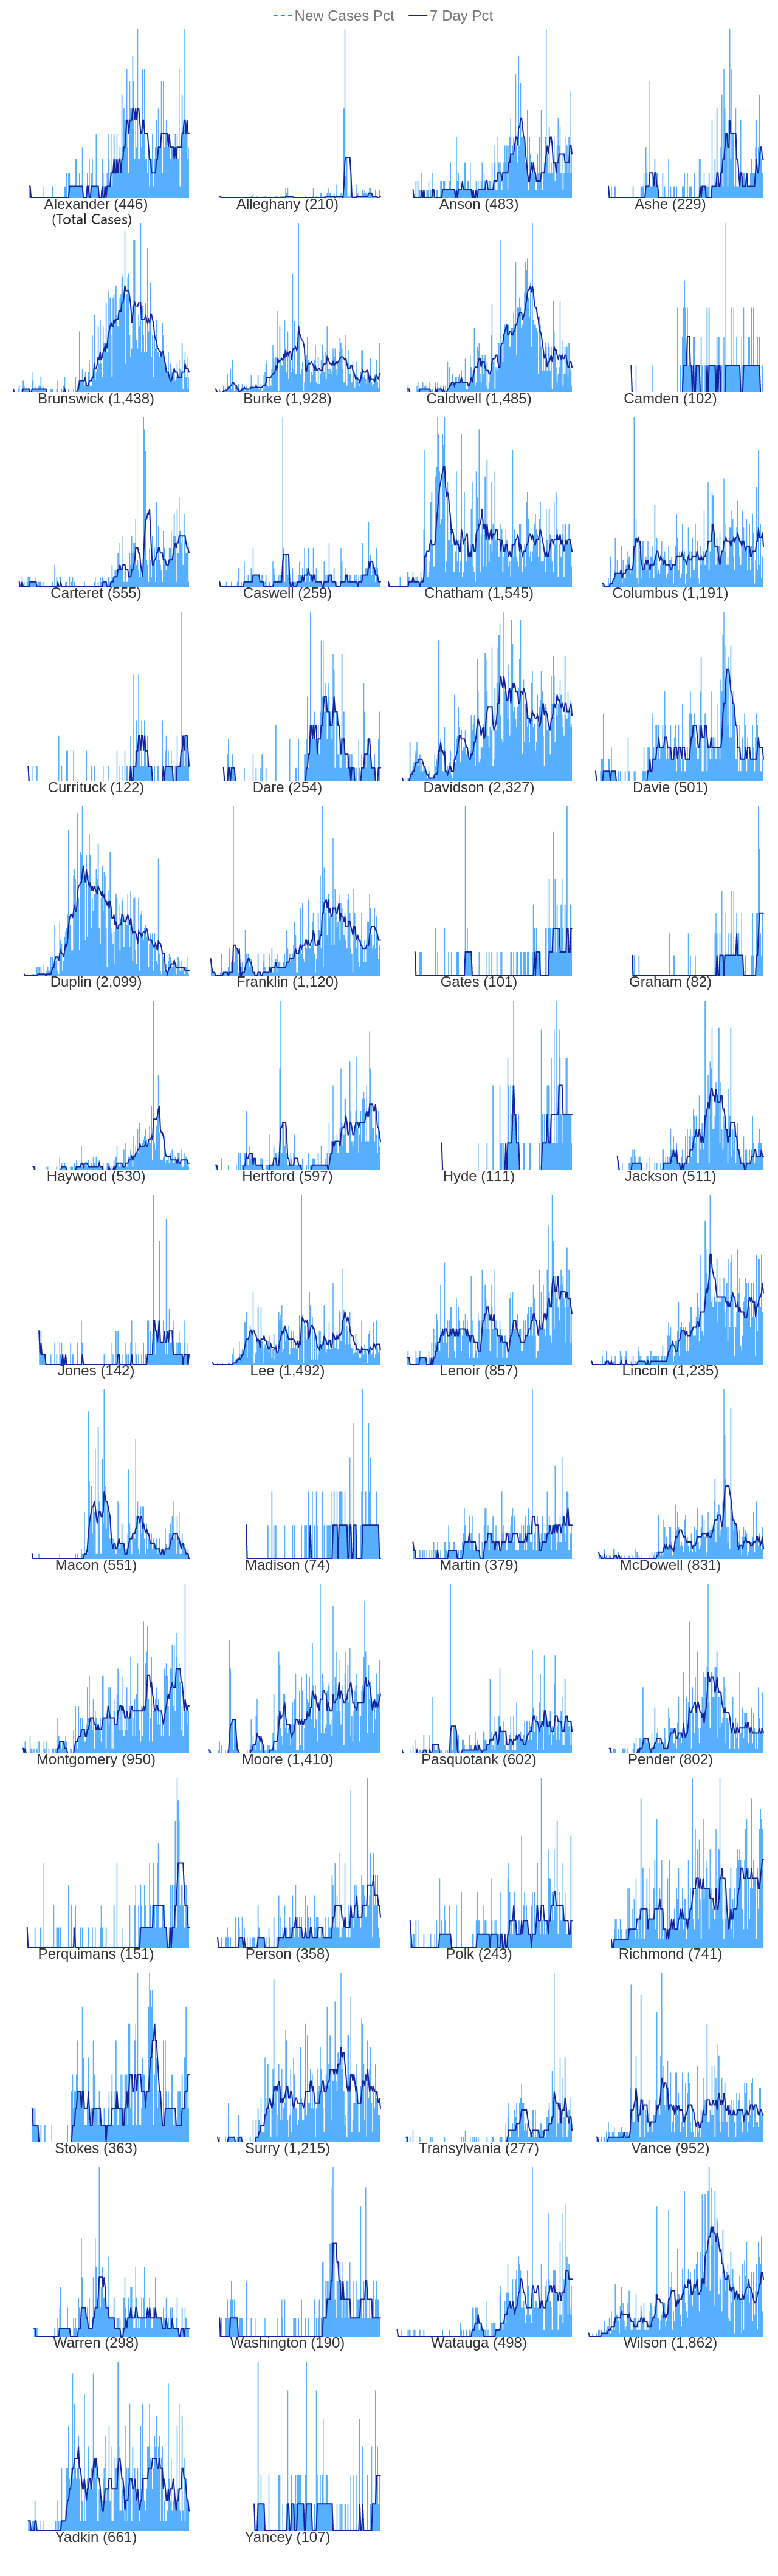 New Cases Pct 7 Day Pct
Alexander (446) Alleghany (210) Anson (483) Ashe (229)
(Total Cases)
Brunswick (1,438) Burke (1,928) Caldwell (1,485) Camden (102)
Carteret (555) Caswell (259) Chatham (1,545) Columbus (1,191)
Currituck (122) Dare (254) Davidson (2,327) Davie (501)
Duplin (2,099) Franklin (1,120) Gates (101) Graham (82)
Haywood (530) Hertford (597) Hyde (111) Jackson (511)
Jones (142) Lee (1,492) Lenoir (857) Lincoln (1,235)
Macon (551) Madison (74) Martin (379) McDowell (831)
Montgomery (950) Moore (1,410) Pasquotank (602) Pender (802)
Perquimans (151) Person (358) Polk (243) Richmond (741)
Stokes (363) Surry (1,215) Transylvania (277) Vance (952)
Warren (298) Washington (190) Watauga (498) Wilson (1,862)
Yadkin (661) Yancey (107)